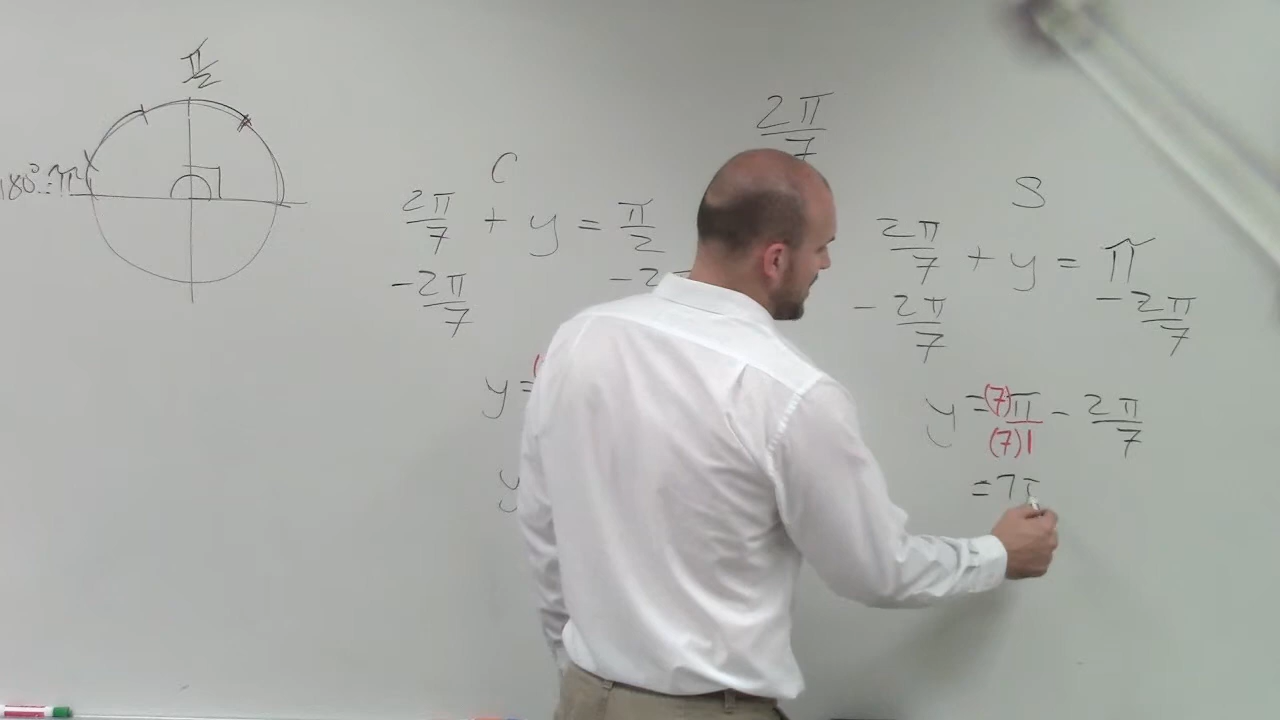 π/2
180° = π
2π/7
C
2π/7 + y = π/2
-2π/7 -2
y =
y
S
2π/7 + y = π
-2π/7 -2π/7
y = (7)π/(7)1 - 2π/7
= 7π